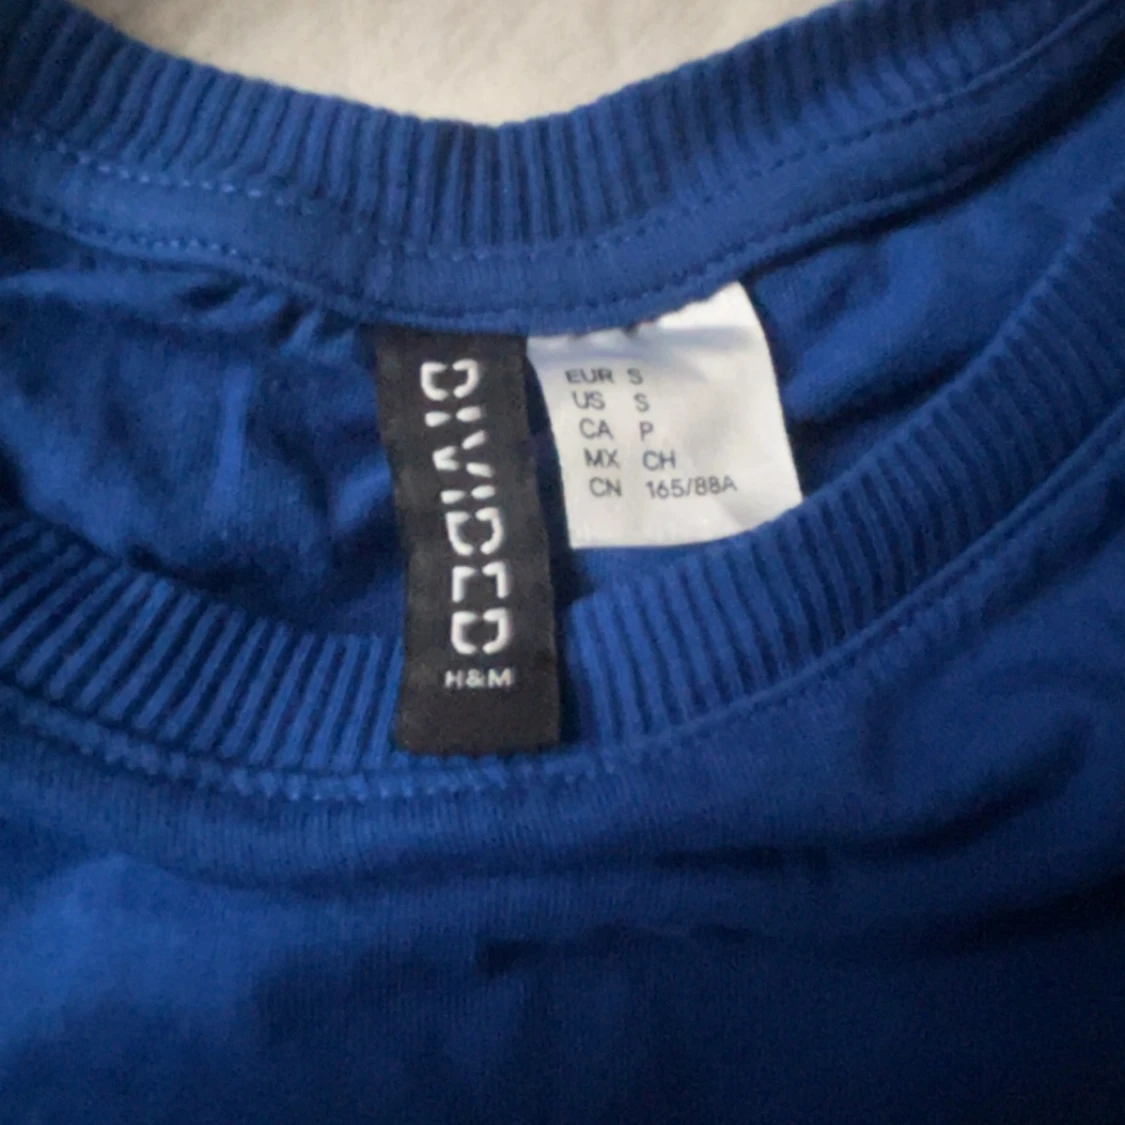 DIVIDED
H&M
EUR S
US S
CA P
MX CH
CN 165/88A